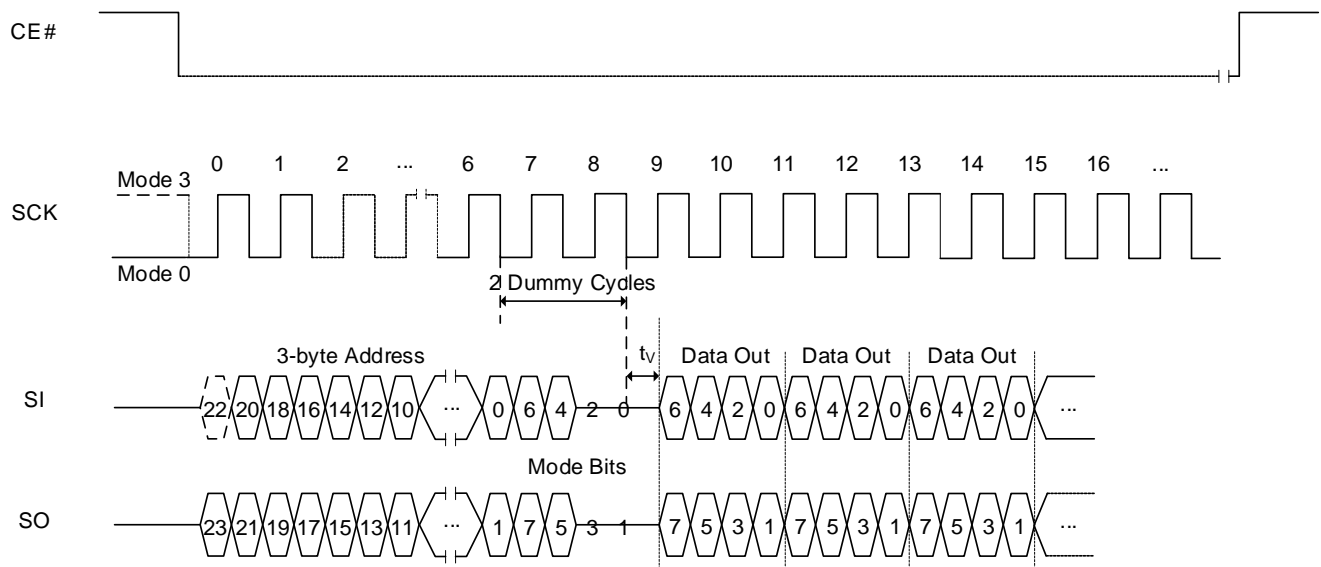 CE#
0 1 2 ... 6 7 8 9 10 11 12 13 14 15 16 ...
Mode 3
SCK
Mode 0
2 Dummy Cycles
3-byte Address tV Data Out Data Out Data Out
SI 22 20 18 16 14 12 10 ... 0 6 4 2 0 6 4 2 0 6 4 2 0 6 4 2 0 ...
Mode Bits
SO 23 21 19 17 15 13 11 ... 1 7 5 3 1 7 5 3 1 7 5 3 1 7 5 3 1 ...